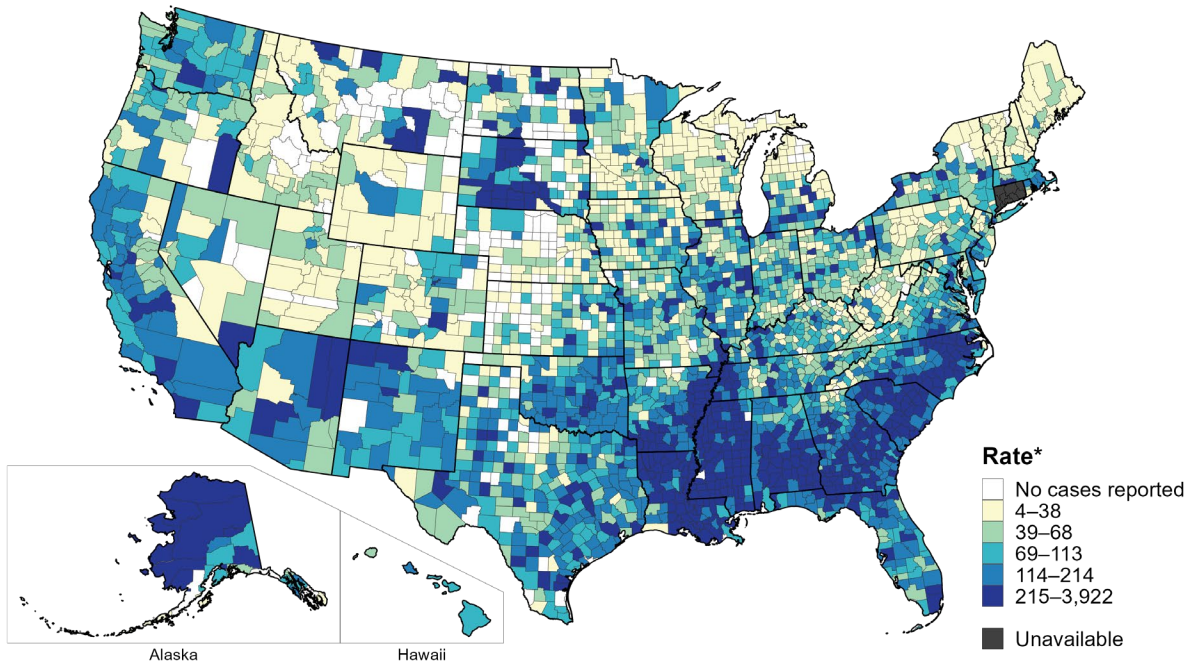 Rate*
No cases reported
4–38
39–68
69–113
114–214
215–3,922
Unavailable
Alaska
Hawaii